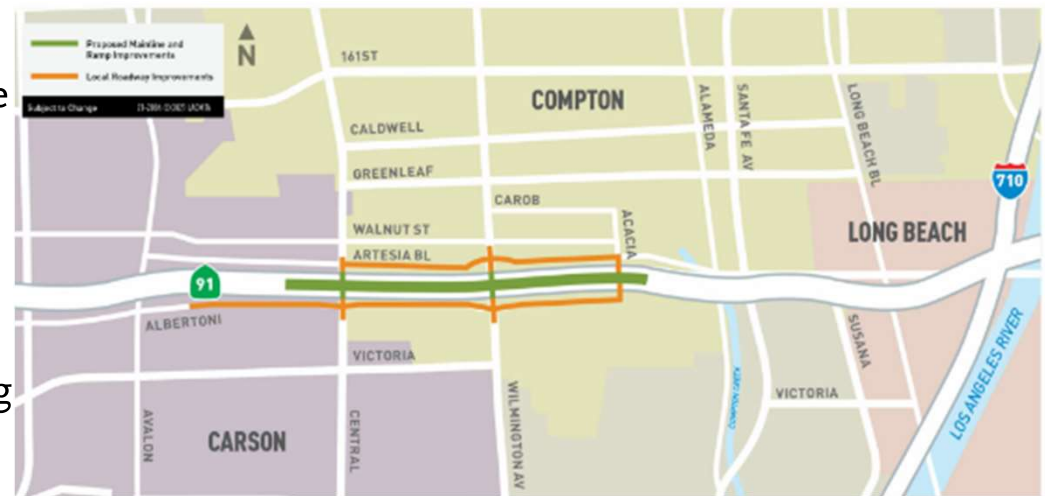 Proposed Mainline and
Ramp Improvements
Local Roadway Improvements
Subject to Change
N
e
161ST
COMPTON
ALAMEDA
SANTA FE AV
LONG BEACH BL
CALDWELL
GREENLEAF
710
CAROB
ACACIA
WALNUT ST
LONG BEACH
ARTESIA BL
91
ALBERTONI
SUSANA
LOS ANGELES RIVER
VICTORIA
g
VICTORIA
AVALON
CARSON
CENTRAL
WILMINGTON AV